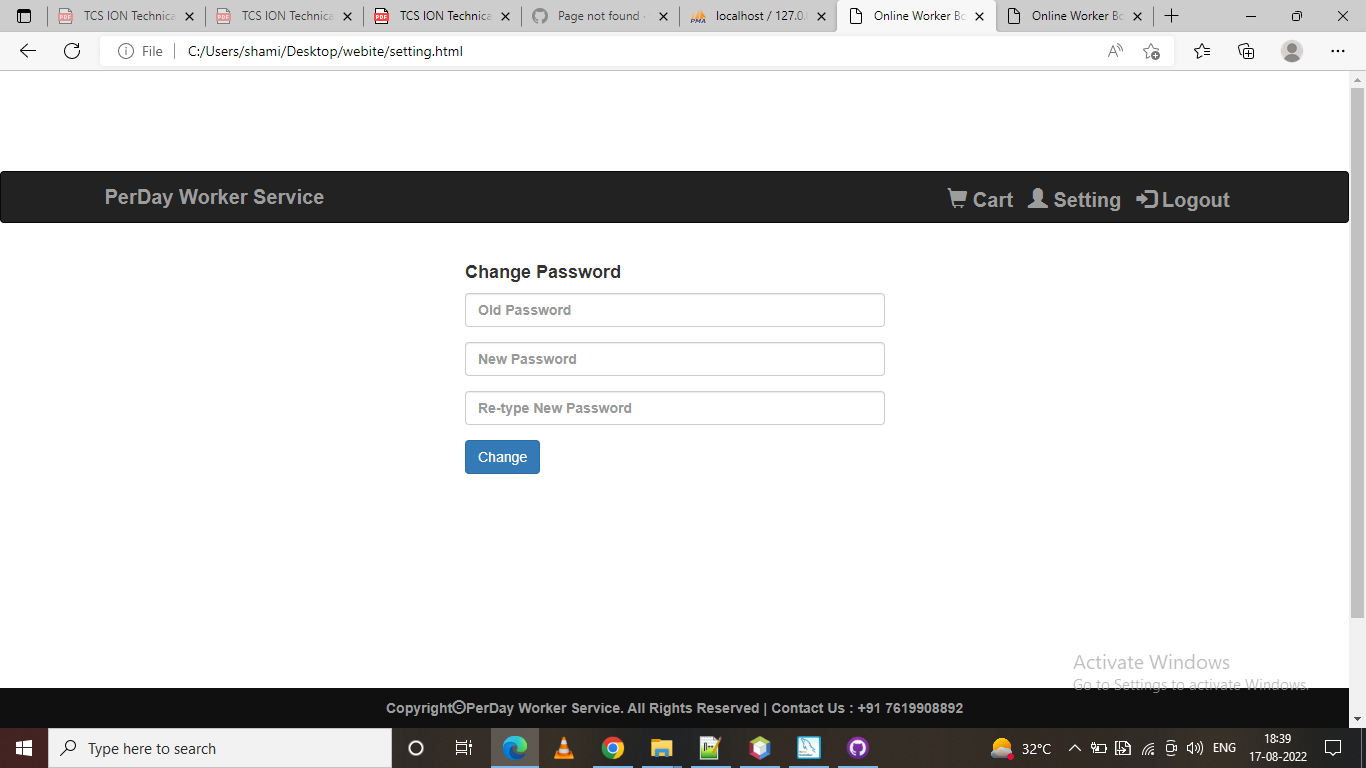 TCS ION Technica
TCS ION Technica
TCS ION Technica
Page not found
localhost / 127.0.
Online Worker Bo
Online Worker Bo
File
C:/Users/shami/Desktop/webite/setting.html
PerDay Worker Service
Cart
Setting
Logout
Change Password
Old Password
New Password
Re-type New Password
Change
Activate Windows
Go to Settings to activate Windows.
Copyright©PerDay Worker Service. All Rights Reserved | Contact Us : +91 7619908892
Type here to search
32°C
ENG
18:39
17-08-2022